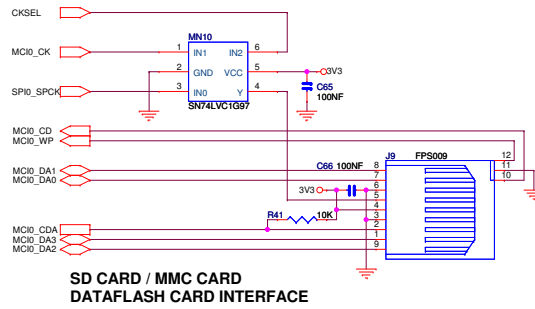 CKSEL
MN10
MCI0_CK 1 IN1 IN2 6
2 GND VCC 5 3V3
SPI0_SPCK 3 IN0 Y 4 C65
SN74LVC1G97 100NF
MCI0_CD
MCI0_WP
J9 FPS009
C66 100NF 12
MCI0_DA1 8 11
MCI0_DA0 7 10
3V3 6
5
4
R41 10K 3
MCI0_CDA 2
MCI0_DA3 1
MCI0_DA2 9
SD CARD / MMC CARD
DATAFLASH CARD INTERFACE